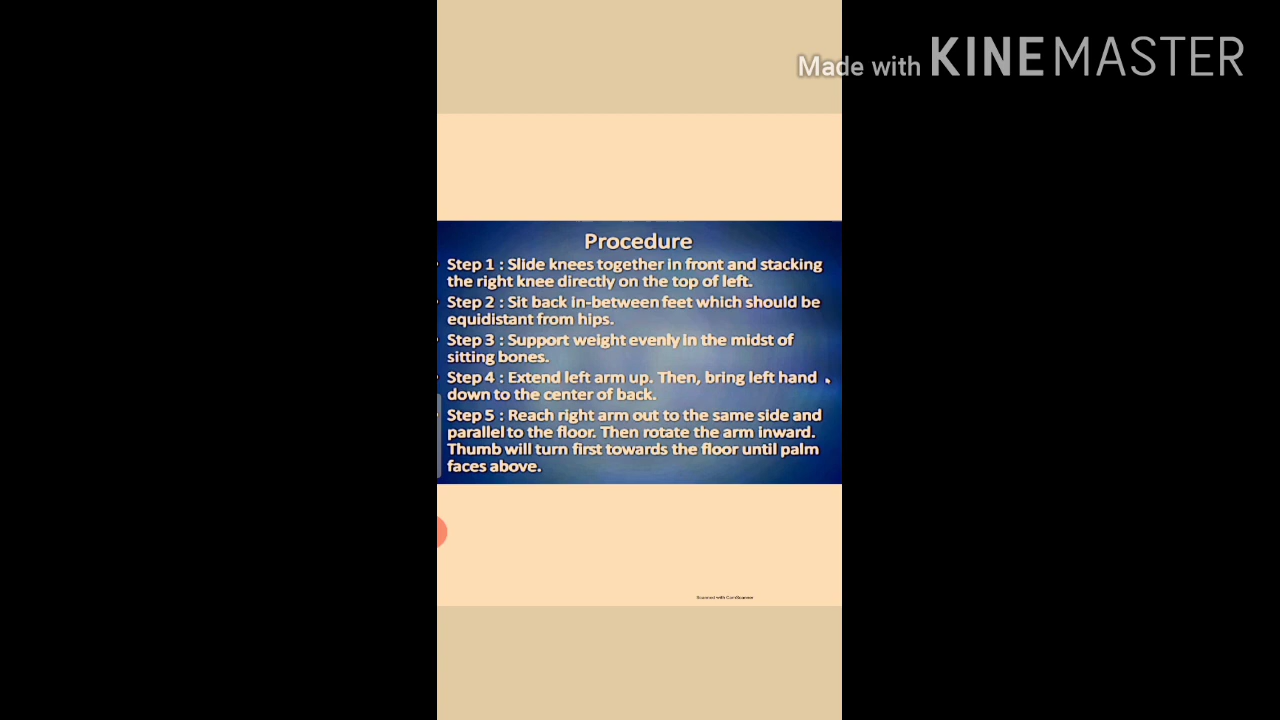 Made with KINEMASTER
Procedure
Step 1 : Slide knees together in front and stacking
the right knee directly on the top of left.
Step 2 : Sit back in-between feet which should be
equidistant from hips.
Step 3 : Support weight evenly in the midst of
sitting bones.
Step 4 : Extend left arm up. Then, bring left hand
down to the center of back.
Step 5 : Reach right arm out to the same side and
parallel to the floor. Then rotate the arm inward.
Thumb will turn first towards the floor until palm
faces above.
Scanned with CamScanner